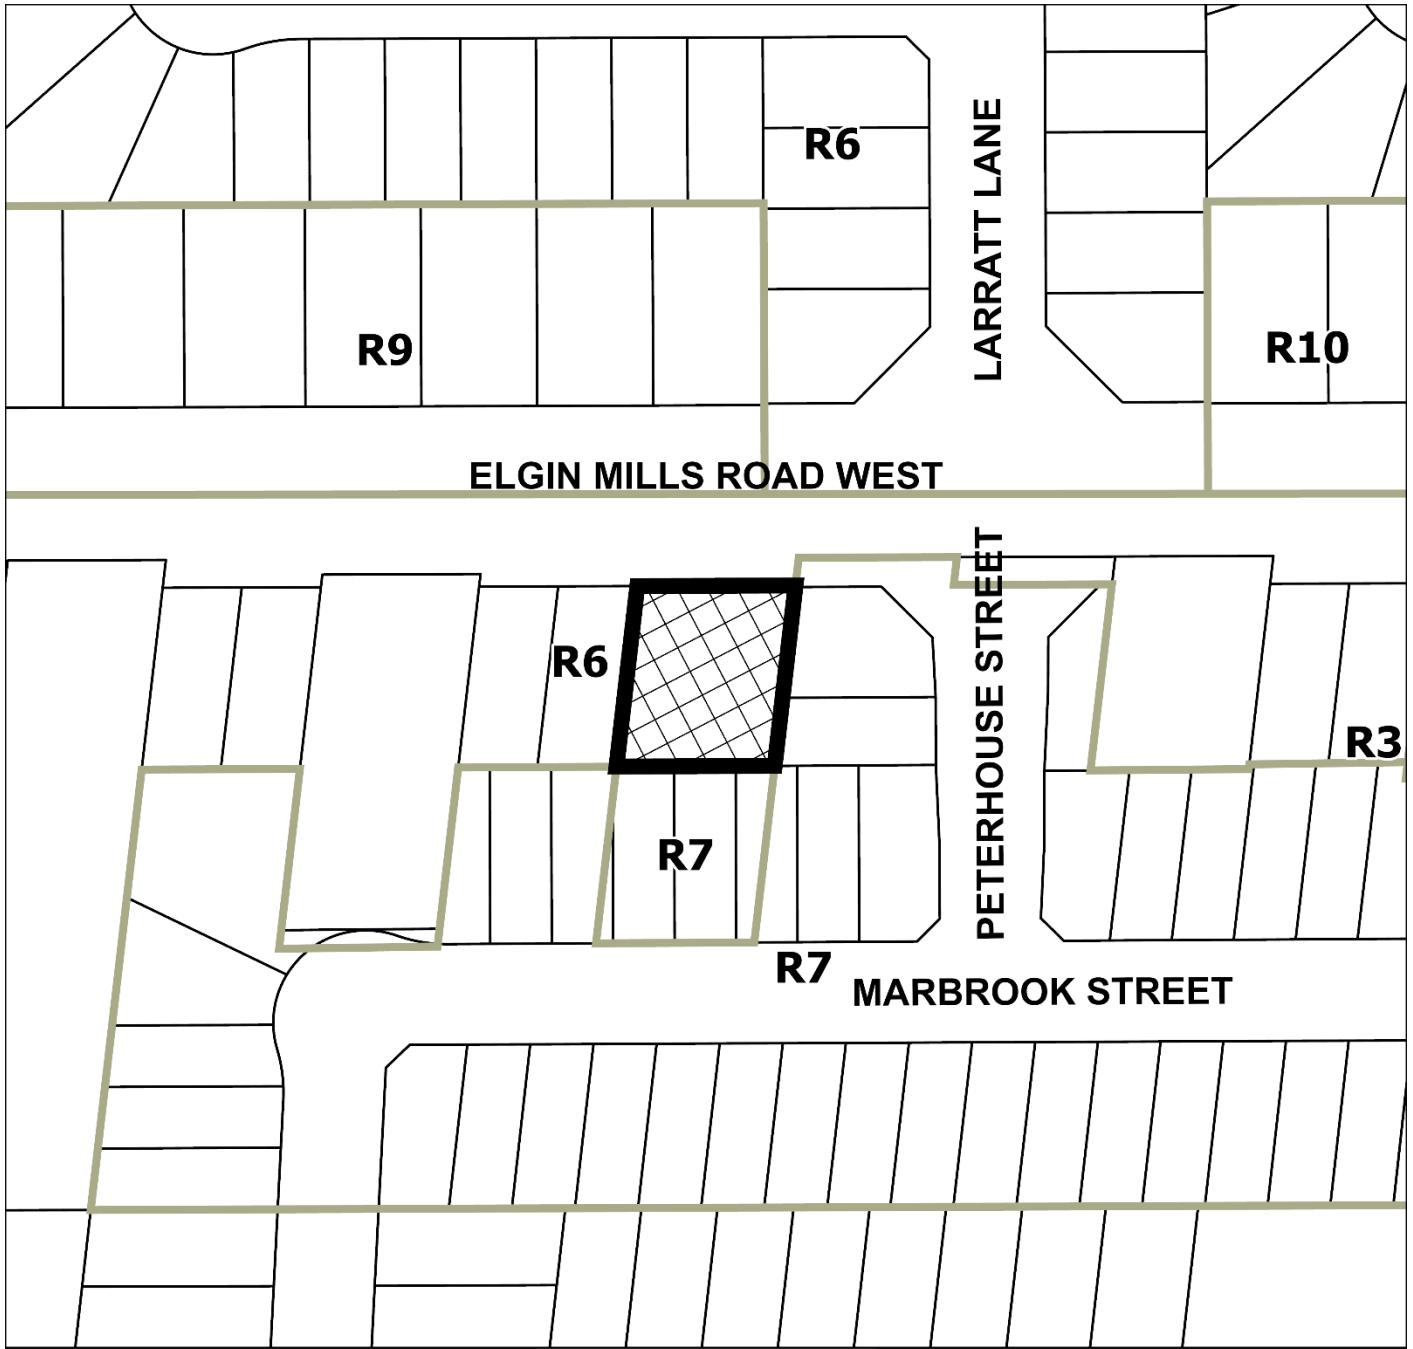 R6
LARRATT LANE
R9
R10
ELGIN MILLS ROAD WEST
PETERHOUSE STREET
R6
R3
R7
R7
MARBROOK STREET